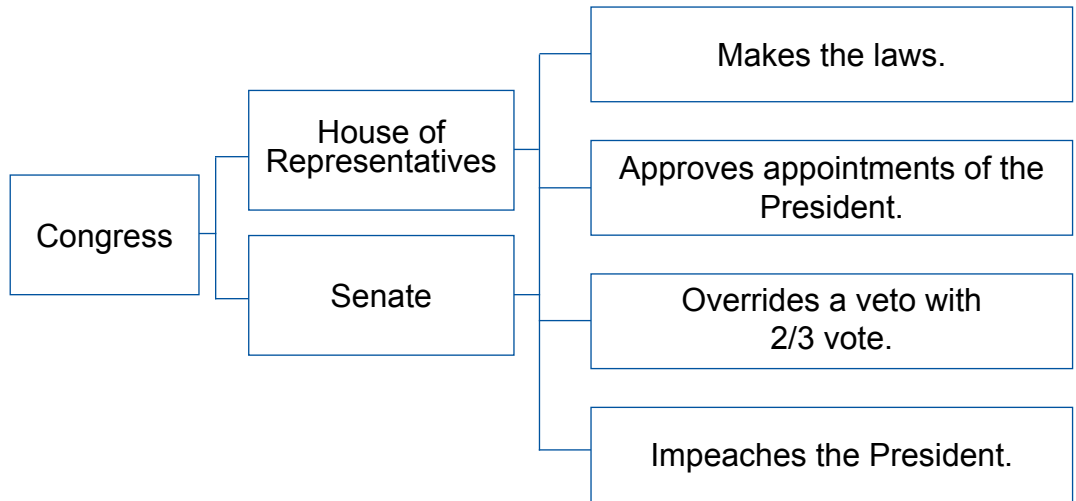 Congress
House of
Representatives
Senate
Makes the laws.
Approves appointments of the
President.
Overrides a veto with
2/3 vote.
Impeaches the President.